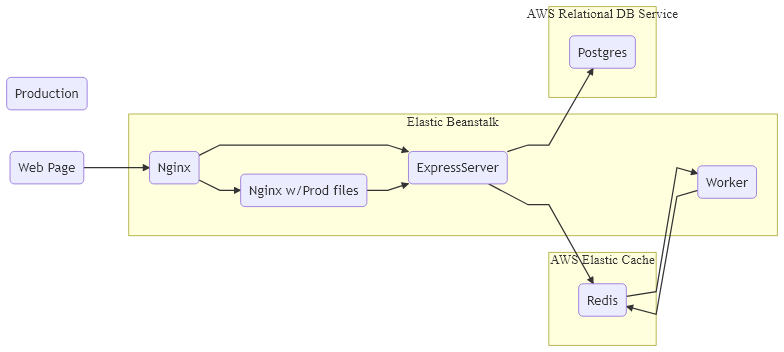 AWS Relational DB Service
Postgres
Production
Elastic Beanstalk
Web Page
Nginx
ExpressServer
Nginx w/Prod files
Worker
AWS Elastic Cache
Redis